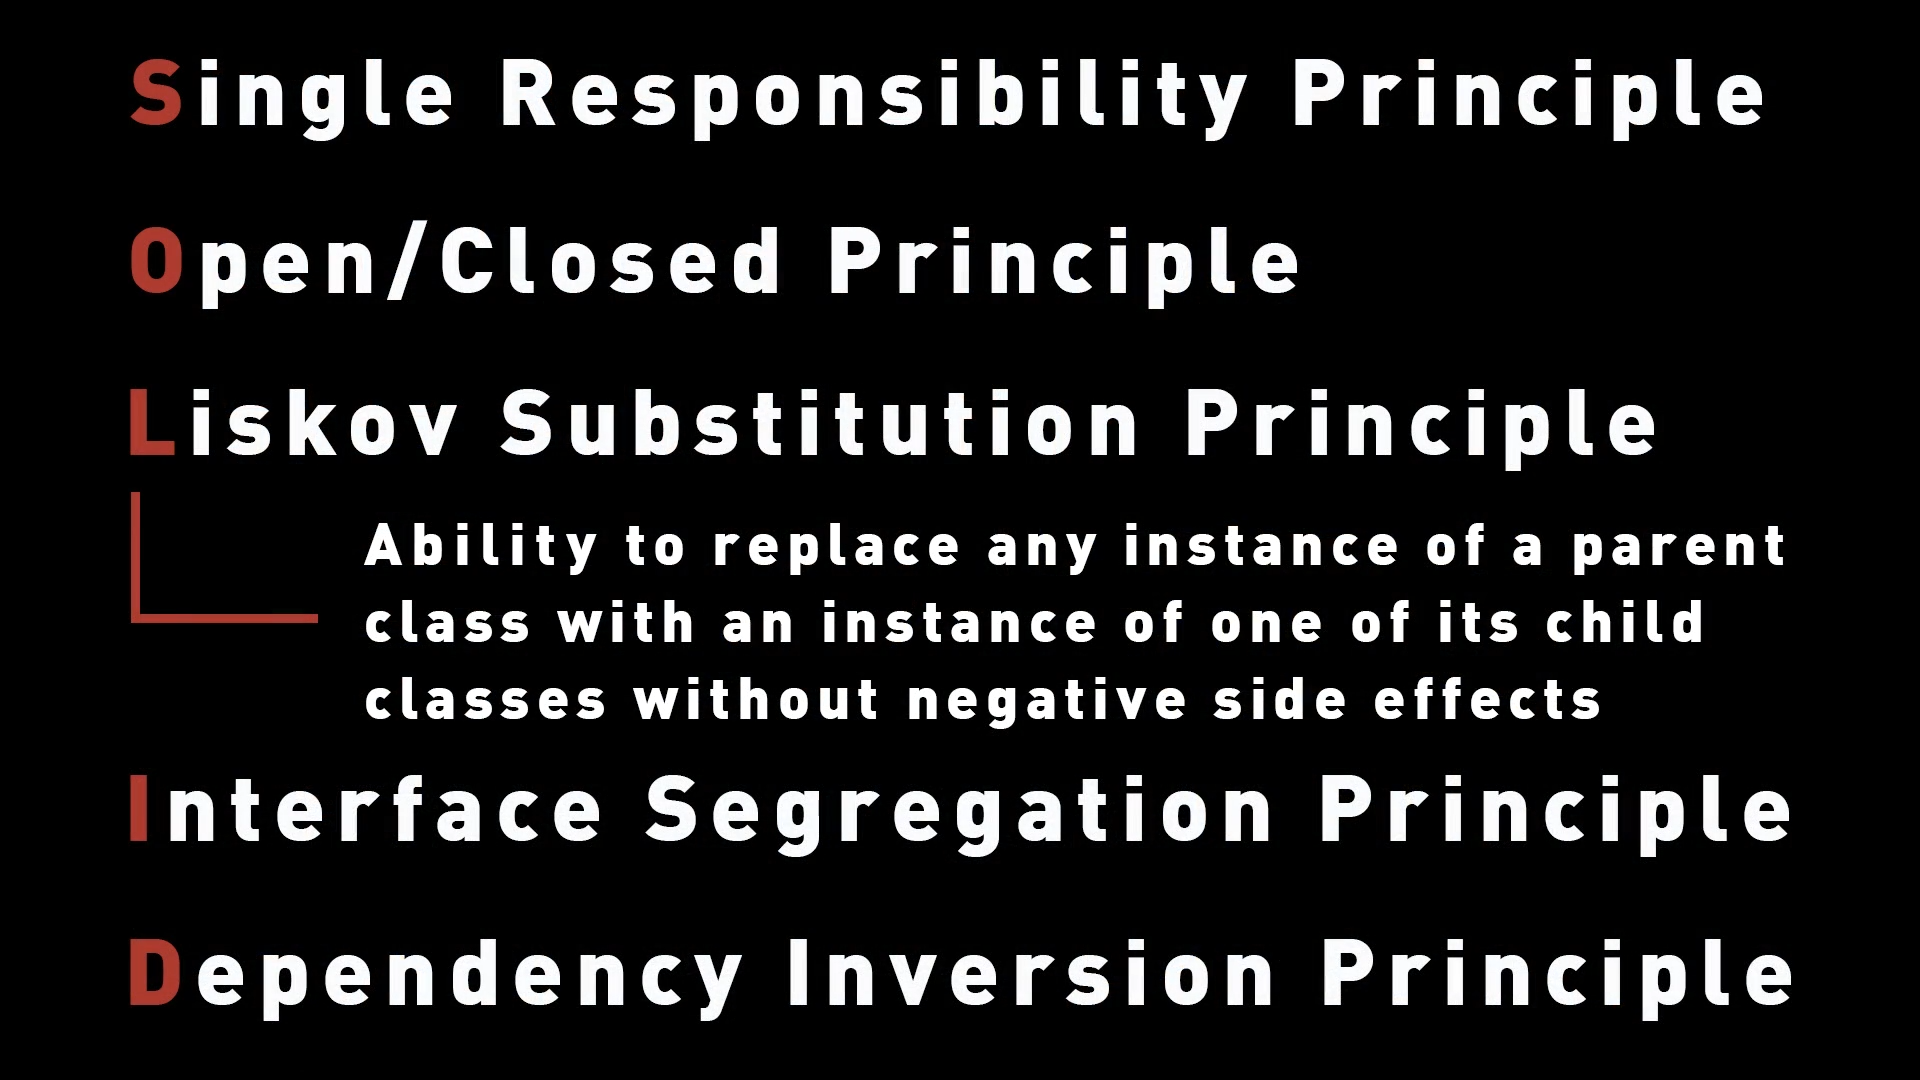 Single Responsibility Principle
Open/Closed Principle
Liskov Substitution Principle
Ability to replace any instance of a parent
class with an instance of one of its child
classes without negative side effects
Interface Segregation Principle
Dependency Inversion Principle